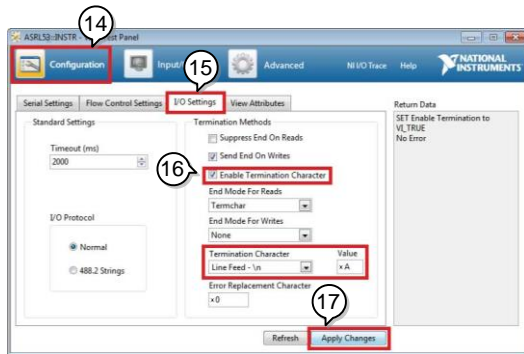 14
ASRL53::INSTR - Test Panel
Configuration
Input/
Advanced
NI I/O Trace
Help
NATIONAL INSTRUMENTS
15
Serial Settings
Flow Control Settings
I/O Settings
View Attributes
Return Data
Standard Settings
Timeout (ms)
2000
I/O Protocol
Normal
488.2 Strings
Termination Methods
Suppress End On Reads
Send End On Writes
16
Enable Termination Character
End Mode For Reads
Termchar
End Mode For Writes
None
Termination Character
Value
Line Feed - \n
xA
Error Replacement Character
x0
SET Enable Termination to
VI_TRUE
No Error
17
Refresh
Apply Changes